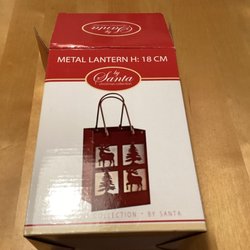 by
Santa
METAL LANTERN H: 18 CM
by
Santa
COLLECTION • BY SANTA